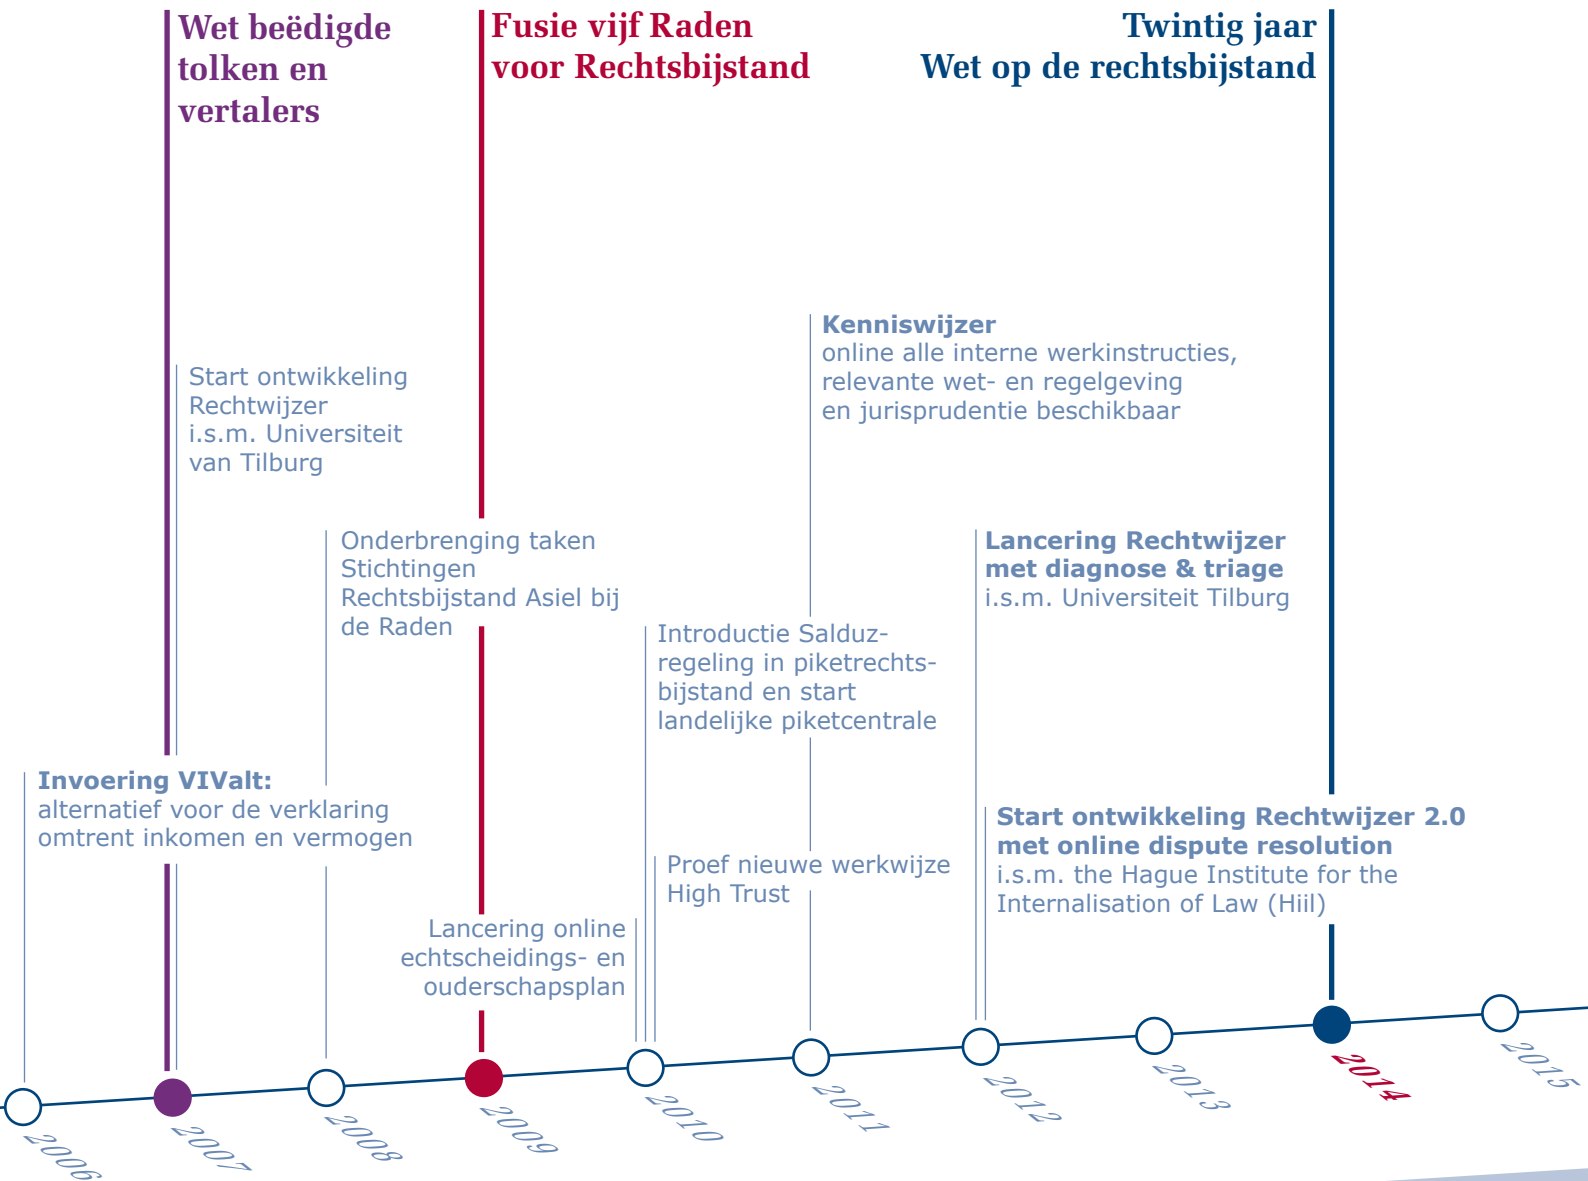 Wet beëdigde
tolken en
vertalers
Fusie vijf Raden
voor Rechtsbijstand
Twintig jaar
Wet op de rechtsbijstand
Kenniswijzer
online alle interne werkinstructies,
relevante wet- en regelgeving
en jurisprudentie beschikbaar
Start ontwikkeling
Rechtwijzer
i.s.m. Universiteit
van Tilburg
Onderbrenging taken
Stichtingen
Rechtsbijstand Asiel bij
de Raden
Lancering Rechtwijzer
met diagnose & triage
i.s.m. Universiteit Tilburg
Introductie Salduz-
regeling in piketrechts-
bijstand en start
landelijke piketcentrale
Invoering VIValt:
alternatief voor de verklaring
omtrent inkomen en vermogen
Start ontwikkeling Rechtwijzer 2.0
met online dispute resolution
i.s.m. the Hague Institute for the
Internalisation of Law (Hiil)
Proef nieuwe werkwijze
High Trust
Lancering online
echtscheidings- en
ouderschapsplan
2006
2007
2008
2009
2010
2011
2012
2013
2014
2015